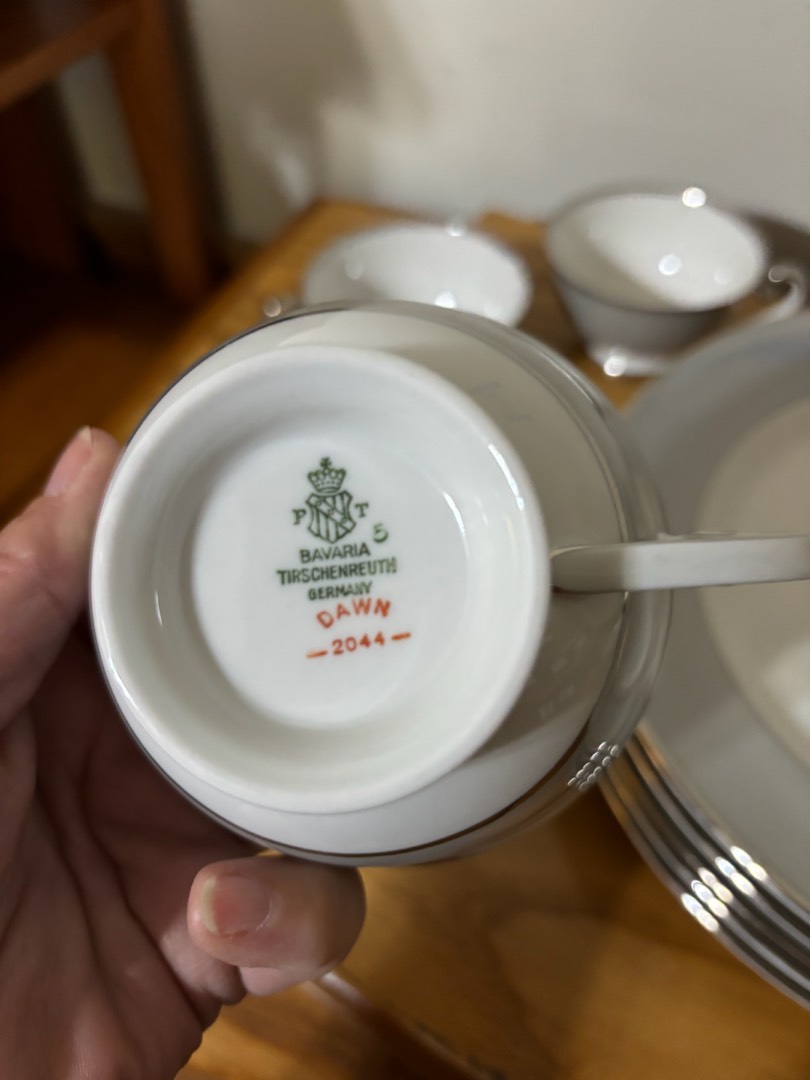 P T
5
BAVARIA
TIRSCHENREUTH
GERMANY
DAWN
— 2044 —